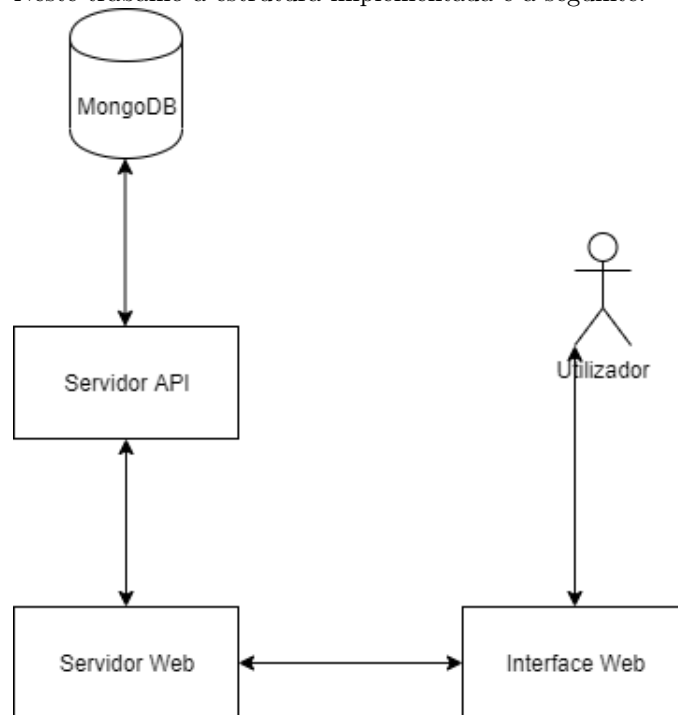 Neste trabalho a estrutura implementada é a seguinte:
MongoDB
Servidor API
Utilizador
Servidor Web
Interface Web